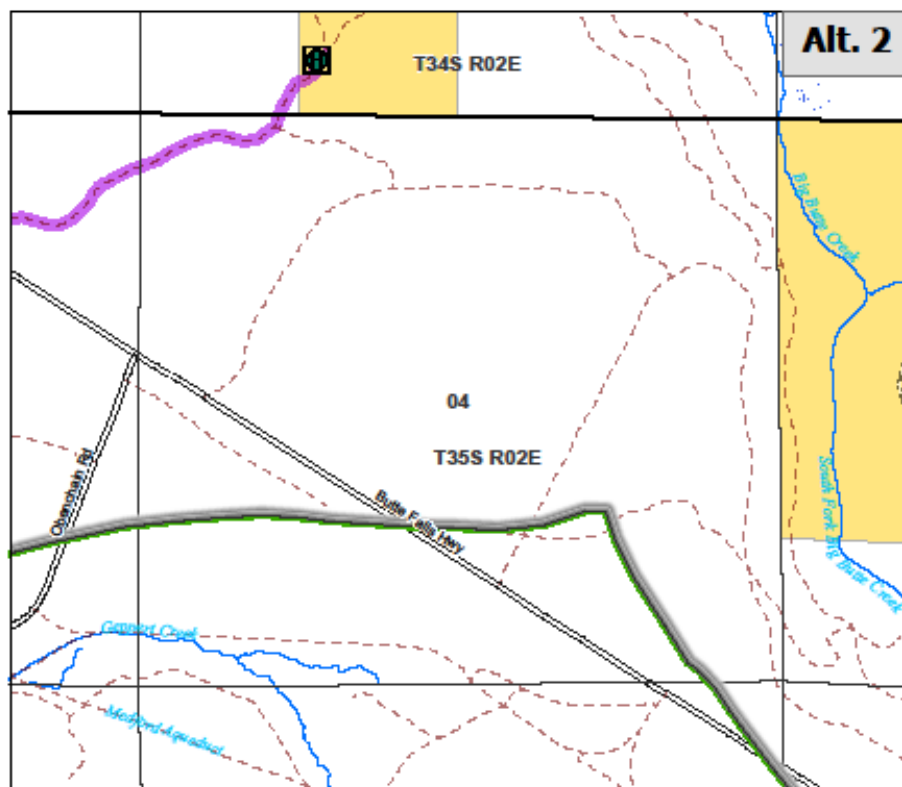 Alt. 2
T34S R02E
Big Butte Creek
04
T35S R02E
Obenchain Rd
Butte Falls Hwy
South Fork Big Butte Creek
Geppert Creek
Medford Aqueduct